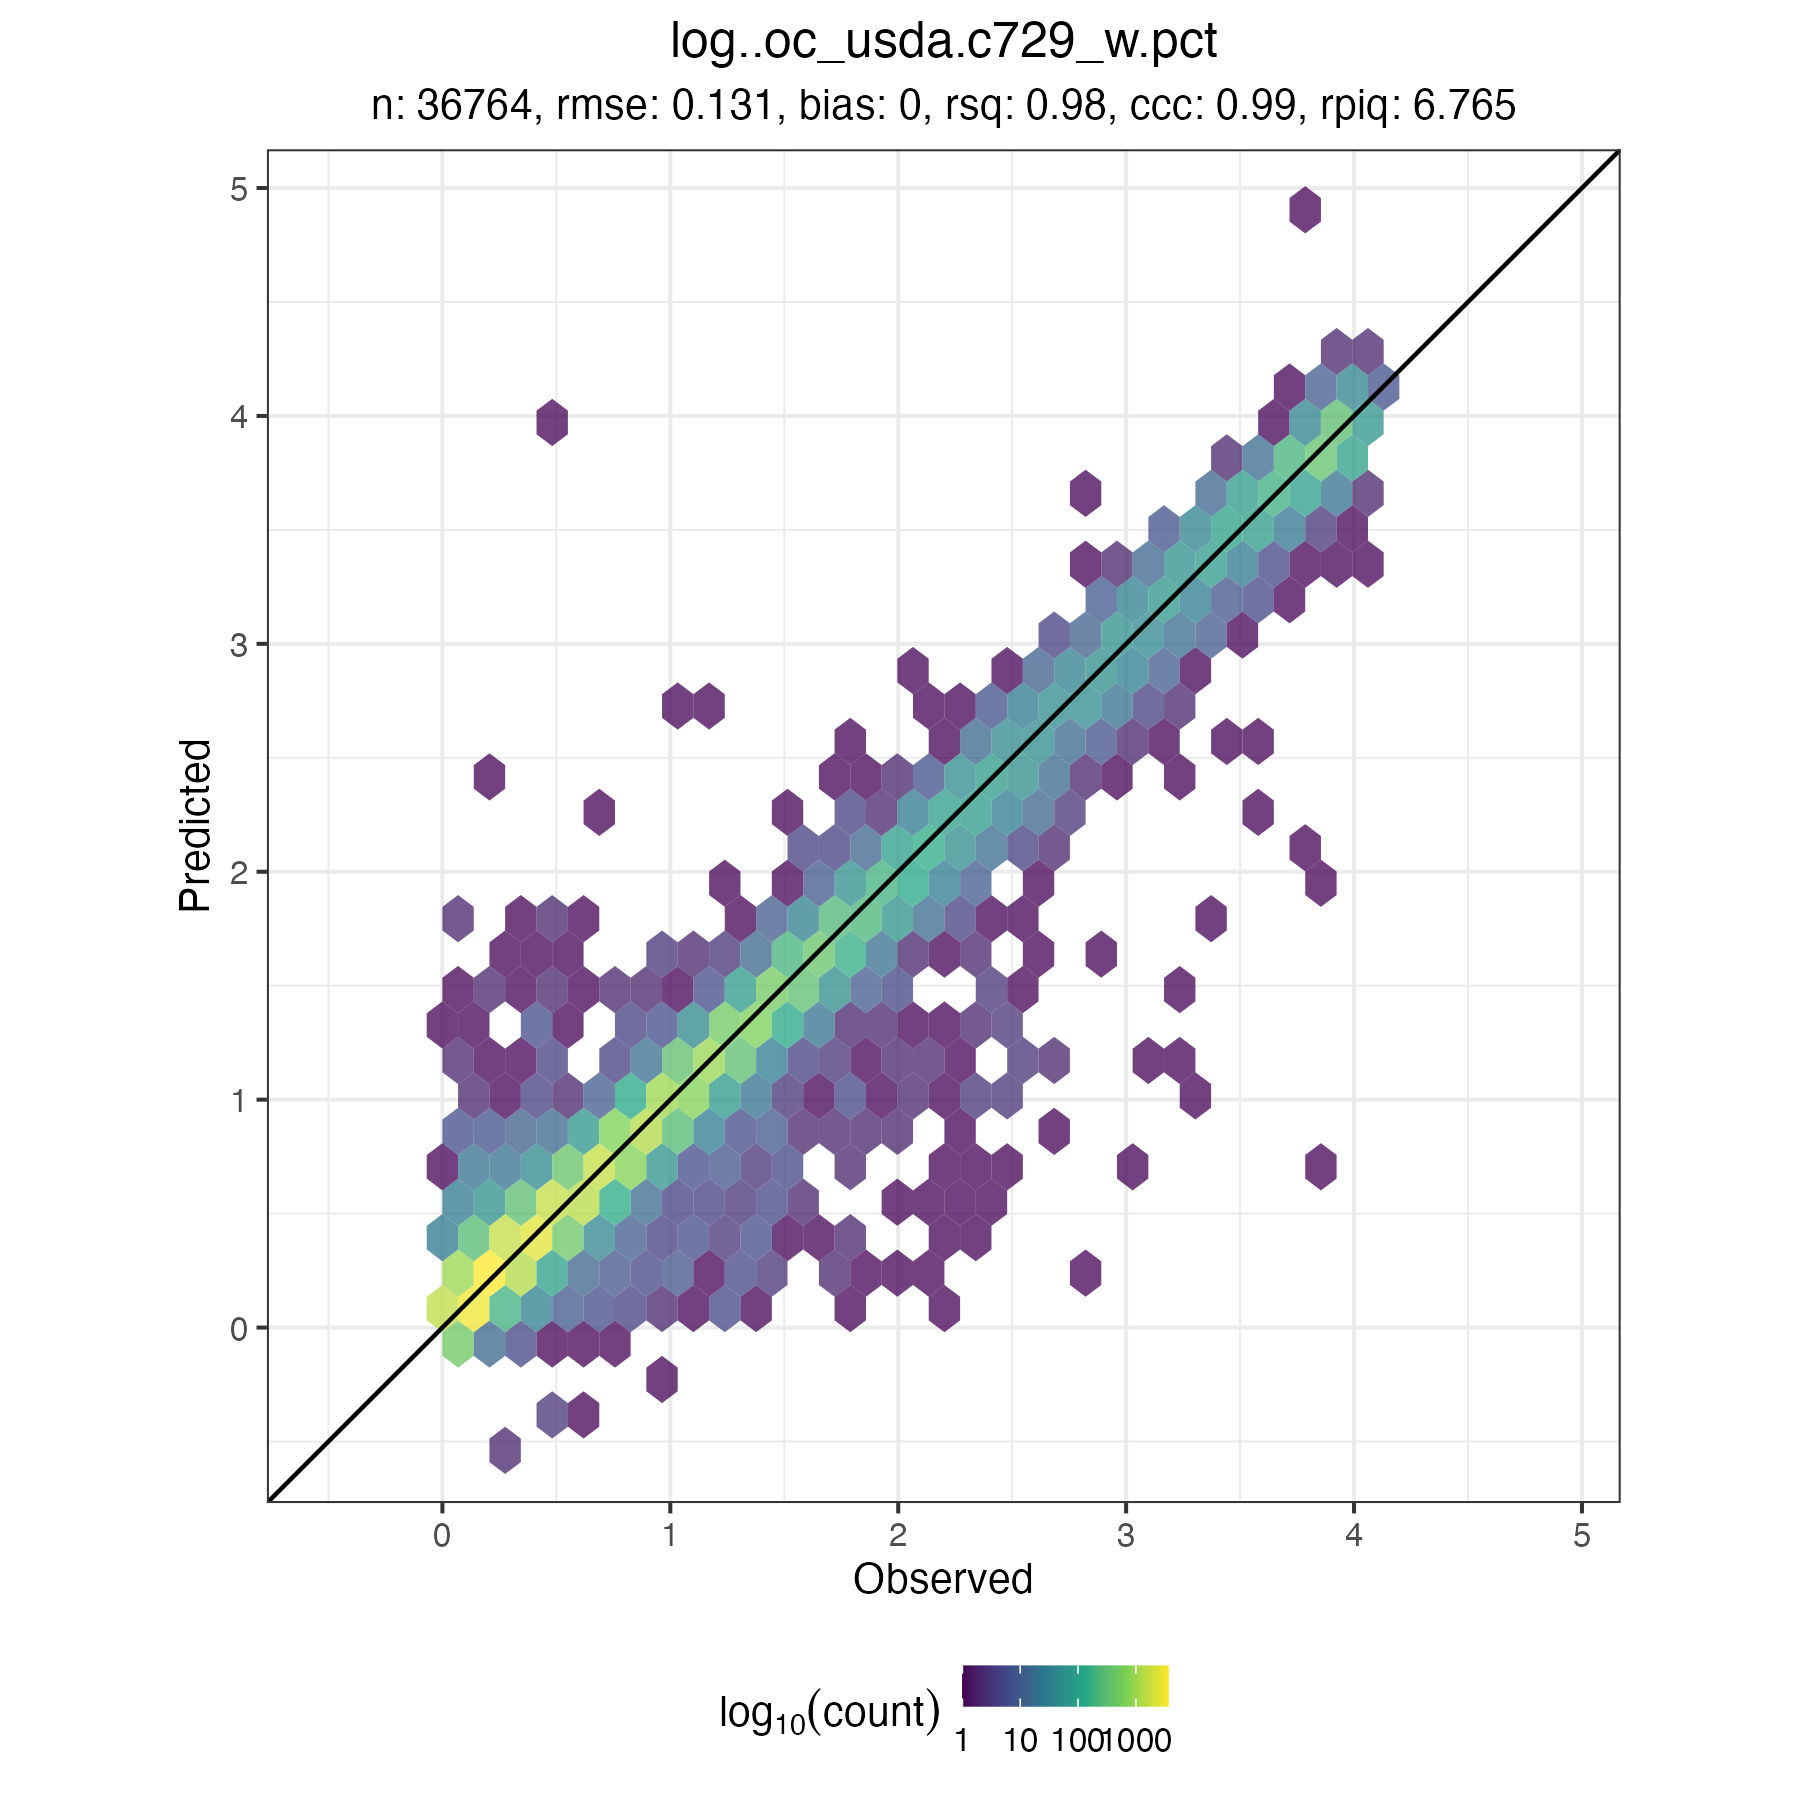 log..oc_usda.c729_w.pct
n: 36764, rmse: 0.131, bias: 0, rsq: 0.98, ccc: 0.99, rpiq: 6.765
5
4
3
2
1
0
Predicted
0 1 2 3 4 5
Observed
log10(count)
1 10 100 1000